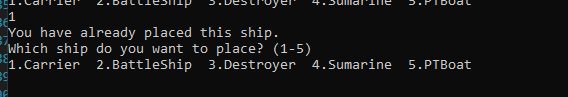 1.Carrier  2.BattleShip  3.Destroyer  4.Sumarine  5.PTBoat
1
You have already placed this ship.
Which ship do you want to place? (1-5)
1.Carrier  2.BattleShip  3.Destroyer  4.Sumarine  5.PTBoat